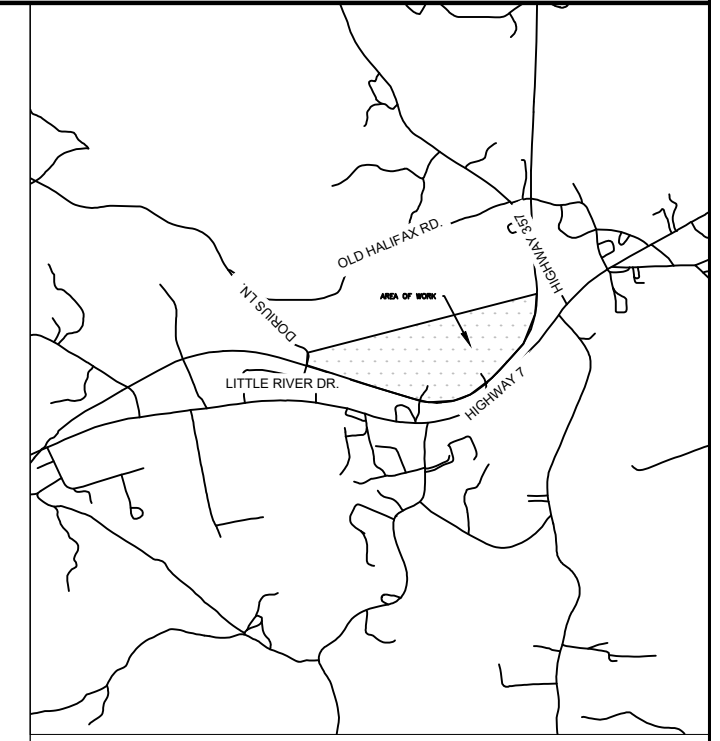 OLD HALIFAX RD.
HIGHWAY 357
AREA OF WORK
DORIUS LN.
LITTLE RIVER DR.
HIGHWAY 7